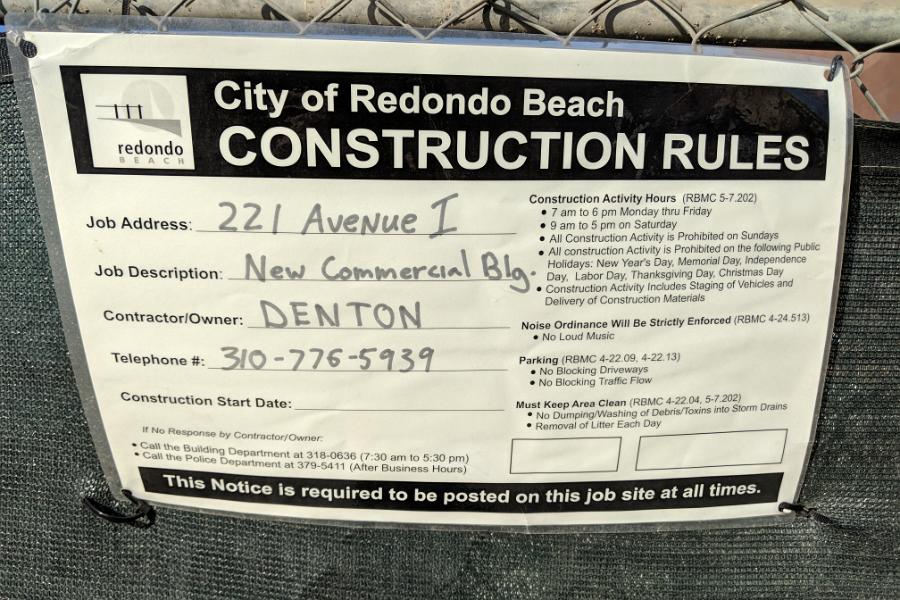 redondo
BEACH
City of Redondo Beach
CONSTRUCTION RULES
Job Address: 221 Avenue I
Job Description: New Commercial Blg.
Contractor/Owner: DENTON
Telephone #: 310-776-5939
Construction Start Date:
If No Response by Contractor/Owner:
• Call the Building Department at 318-0636 (7:30 am to 5:30 pm)
• Call the Police Department at 379-5411 (After Business Hours)
Construction Activity Hours (RBMC 5-7.202)
• 7 am to 6 pm Monday thru Friday
• 9 am to 5 pm on Saturday
• All Construction Activity is Prohibited on Sundays
• All construction Activity is Prohibited on the following Public
Holidays: New Year's Day, Memorial Day, Independence
Day, Labor Day, Thanksgiving Day, Christmas Day
• Construction Activity Includes Staging of Vehicles and
Delivery of Construction Materials
Noise Ordinance Will Be Strictly Enforced (RBMC 4-24.513)
• No Loud Music
Parking (RBMC 4-22.09, 4-22.13)
• No Blocking Driveways
• No Blocking Traffic Flow
Must Keep Area Clean (RBMC 4-22.04, 5-7.202)
• No Dumping/Washing of Debris/Toxins into Storm Drains
• Removal of Litter Each Day
This Notice is required to be posted on this job site at all times.